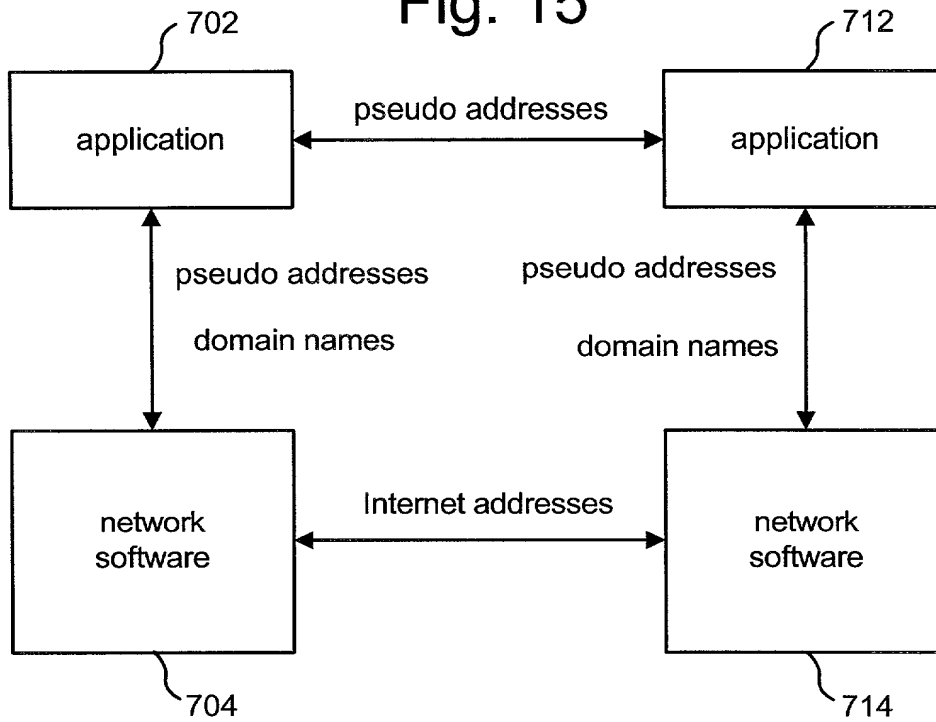 Fig. 15
702
712
application
pseudo addresses
application
pseudo addresses
domain names
pseudo addresses
domain names
network
software
Internet addresses
network
software
704
714